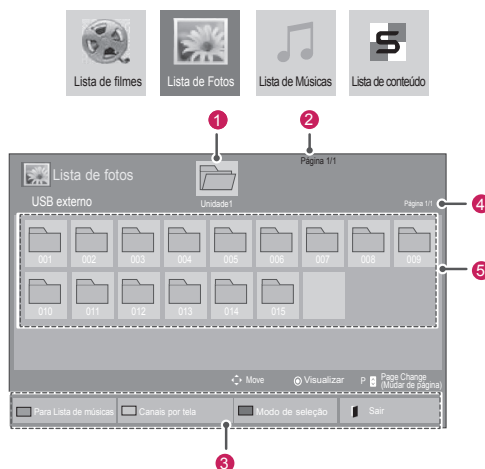 Lista de filmes
Lista de Fotos
Lista de Músicas
Lista de conteúdo
1
2
Página 1/1
Lista de fotos
USB externo
Unidade1
Página 1/1
4
001
002
003
004
005
006
007
008
009
5
010
011
012
013
014
015
Move
Visualizar
P
Page Change
(Mudar de página)
Para Lista de músicas
Canais por tela
Modo de seleção
Sair
3